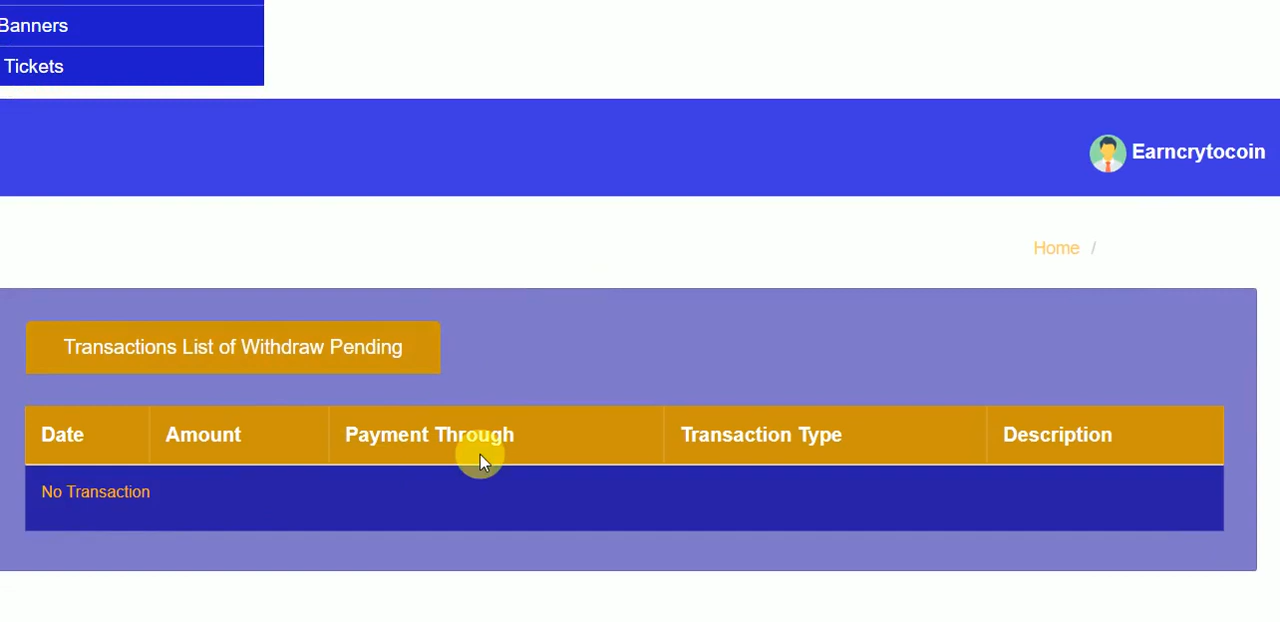 Banners
Tickets
Earncrytocoin
Home /
Transactions List of Withdraw Pending
Date Amount Payment Through Transaction Type Description
No Transaction